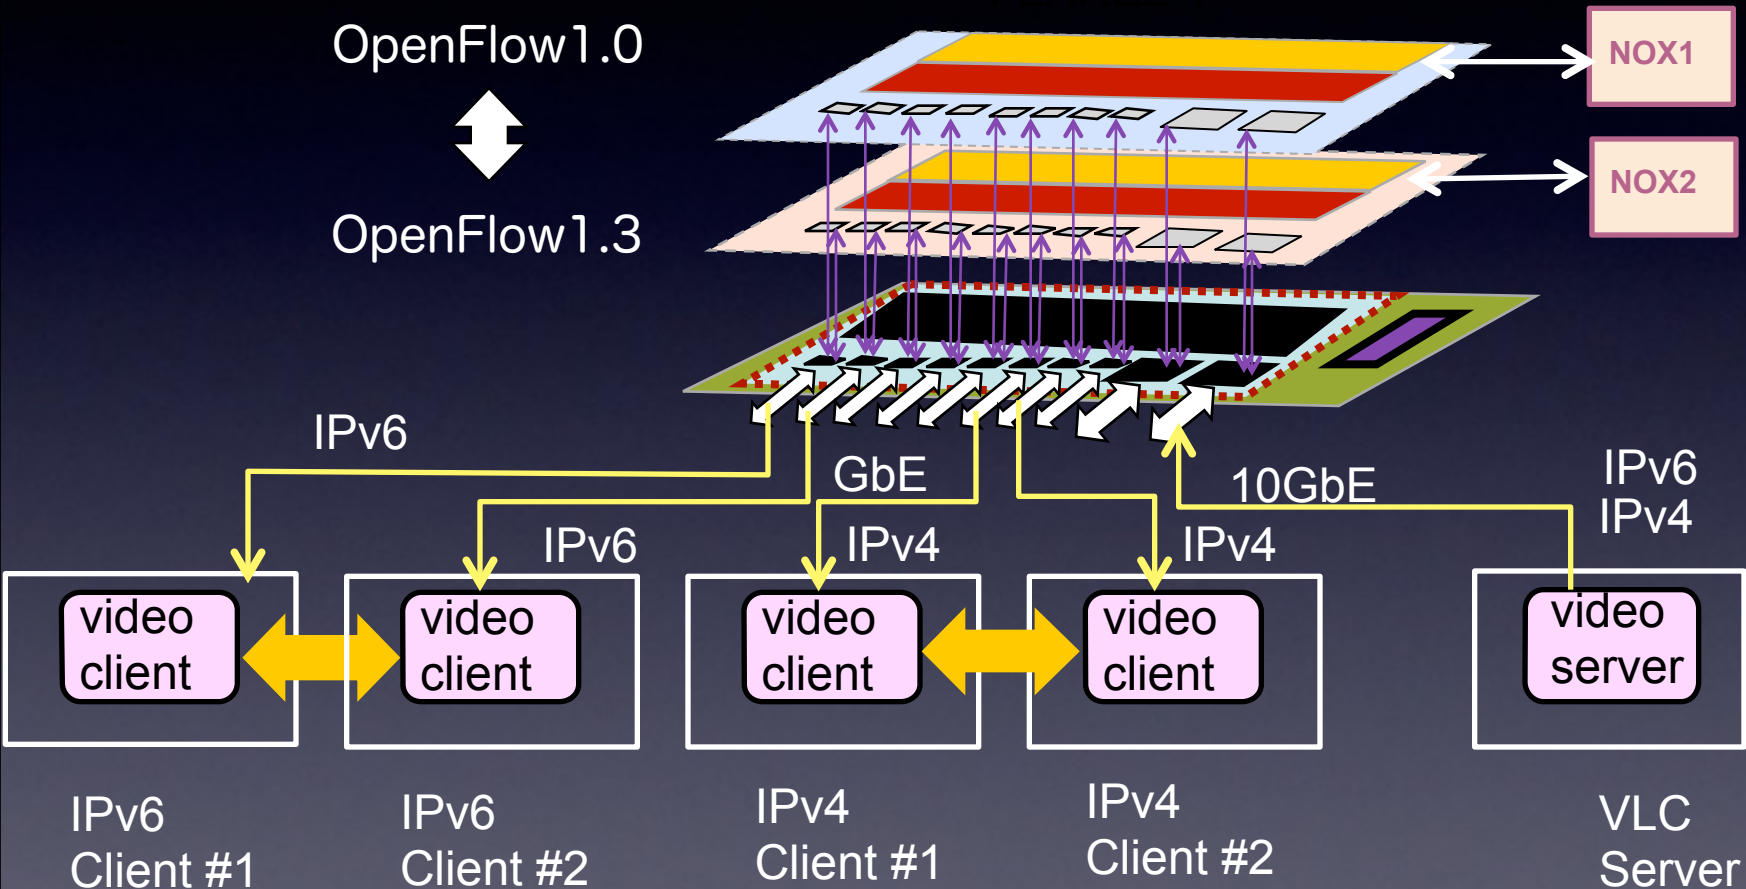 OpenFlow1.0
NOX1
NOX2
OpenFlow1.3
IPv6
GbE
10GbE
IPv6
IPv4
IPv6
IPv4
IPv4
video
client
video
client
video
client
video
client
video
server
IPv6
Client #1
IPv6
Client #2
IPv4
Client #1
IPv4
Client #2
VLC
Server